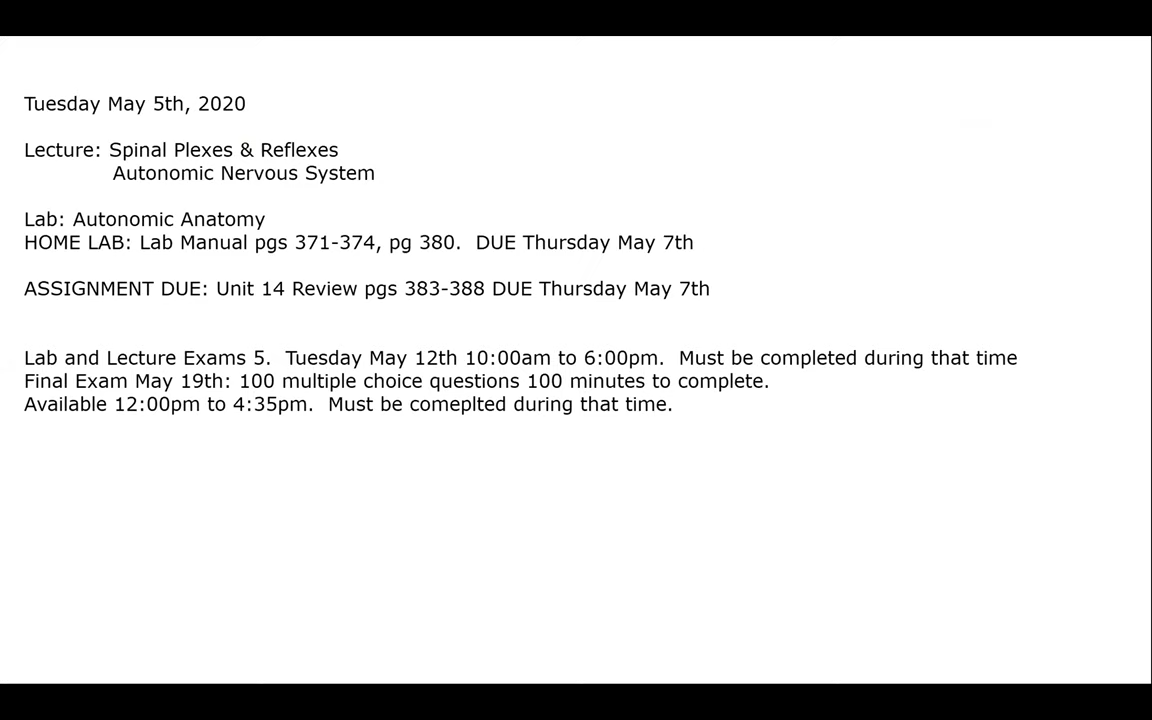 Tuesday May 5th, 2020
Lecture: Spinal Plexes & Reflexes
Autonomic Nervous System
Lab: Autonomic Anatomy
HOME LAB: Lab Manual pgs 371-374, pg 380.  DUE Thursday May 7th
ASSIGNMENT DUE: Unit 14 Review pgs 383-388 DUE Thursday May 7th
Lab and Lecture Exams 5.  Tuesday May 12th 10:00am to 6:00pm.  Must be completed during that time
Final Exam May 19th: 100 multiple choice questions 100 minutes to complete.
Available 12:00pm to 4:35pm.  Must be comeplted during that time.